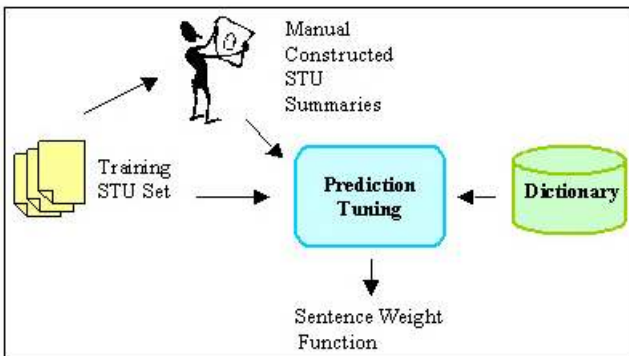 Manual
Constructed
STU
Summaries
Training
STU Set
Prediction
Tuning
Dictionary
Sentence Weight
Function